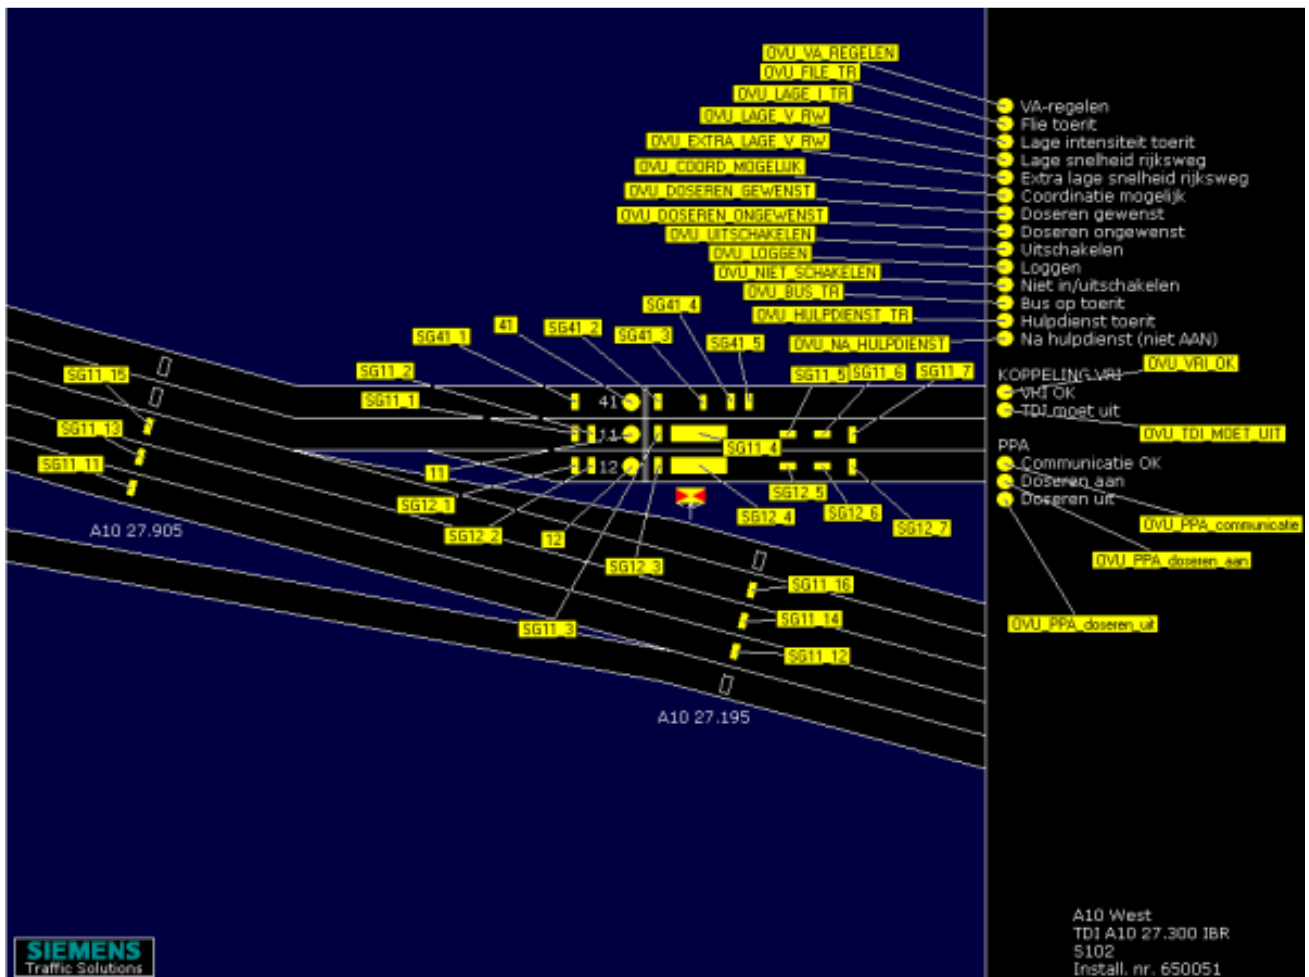 OVU_VA_REGELEN
OVU_FILE_TR
OVU_LAGE_I_TR
OVU_LAGE_V_RW
OVU_EXTRA_LAGE_V_RW
OVU_COORD_MOGELIJK
OVU_DOSEREN_GEWENST
OVU_DOSEREN_ONGEWENST
OVU_UITSCHAKELEN
OVU_LOGGEN
OVU_NIET_SCHAKELEN
OVU_BUS_TR
OVU_HULPDIENST_TR
OVU_NA_HULPDIENST
VA-regelen
Flie toerit
Lage intensiteit toerit
Lage snelheid rijksweg
Extra lage snelheid rijksweg
Coordinatie mogelijk
Doseren gewenst
Doseren ongewenst
Uitschakelen
Loggen
Niet in/uitschakelen
Bus op toerit
Hulpdienst toerit
Na hulpdienst (niet AAN)
KOPPELING VRI
OVU_VRI_OK
VRI OK
TDI moet uit
OVU_TDI_MOET_UIT
PPA
Communicatie OK
Doseren aan
Doseren uit
OVU_PPA_communicatie
OVU_PPA_doseren_aan
OVU_PPA_doseren_uit
SG41_4
41
SG41_2
SG41_1
SG41_3
SG41_5
SG11_2
SG11_5
SG11_6
SG11_7
SG11_15
SG11_1
41
SG11_13
11
SG11_4
SG11_11
11
12
SG12_5
SG12_1
SG12_4
SG12_6
SG12_7
A10 27.905
SG12_2
12
SG12_3
SG11_16
SG11_3
SG11_14
SG11_12
A10 27.195
SIEMENS
Traffic Solutions
A10 West
TDI A10 27.300 IBR
S102
Install. nr. 650051